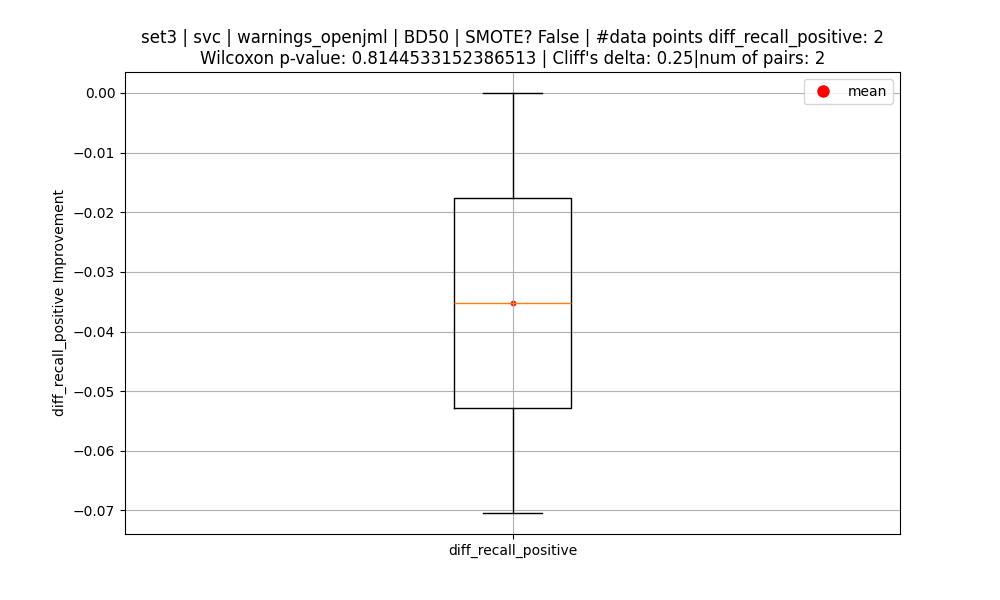 set3 | svc | warnings_openjml | BD50 | SMOTE? False | #data points diff_recall_positive: 2
Wilcoxon p-value: 0.8144533152386513 | Cliff's delta: 0.25|num of pairs: 2
mean
0.00
−0.01
−0.02
−0.03
−0.04
−0.05
−0.06
−0.07
diff_recall_positive Improvement
diff_recall_positive